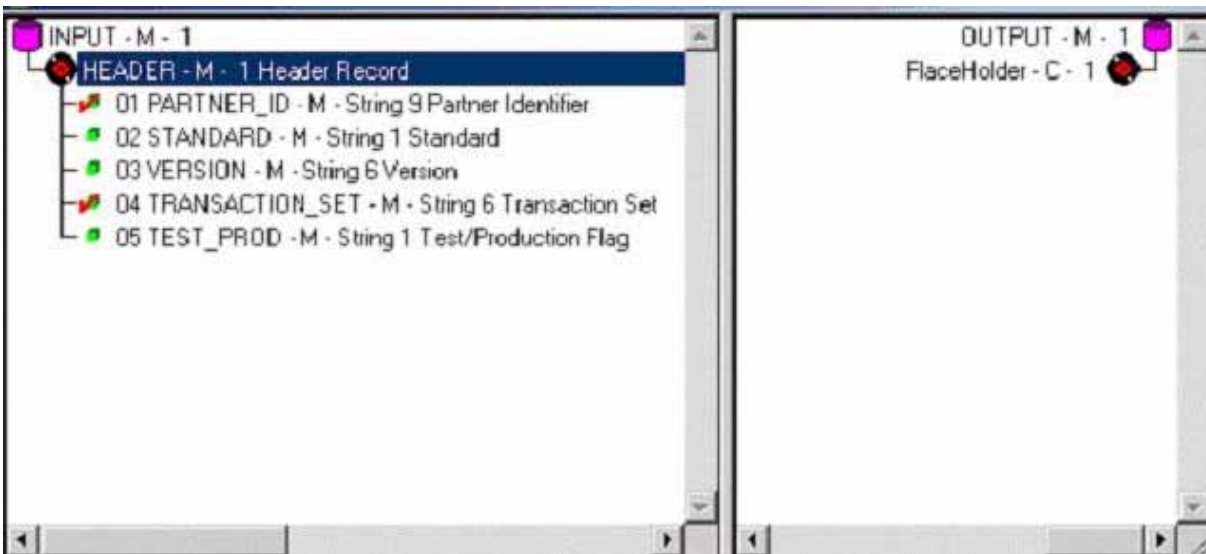 INPUT - M - 1
HEADER - M - 1 Header Record
01 PARTNER_ID - M - String 9 Partner Identifier
02 STANDARD - M - String 1 Standard
03 VERSION - M - String 6 Version
04 TRANSACTION_SET - M - String 6 Transaction Set
05 TEST_PROD - M - String 1 Test/Production Flag
OUTPUT - M - 1
FlaceHolder - C - 1